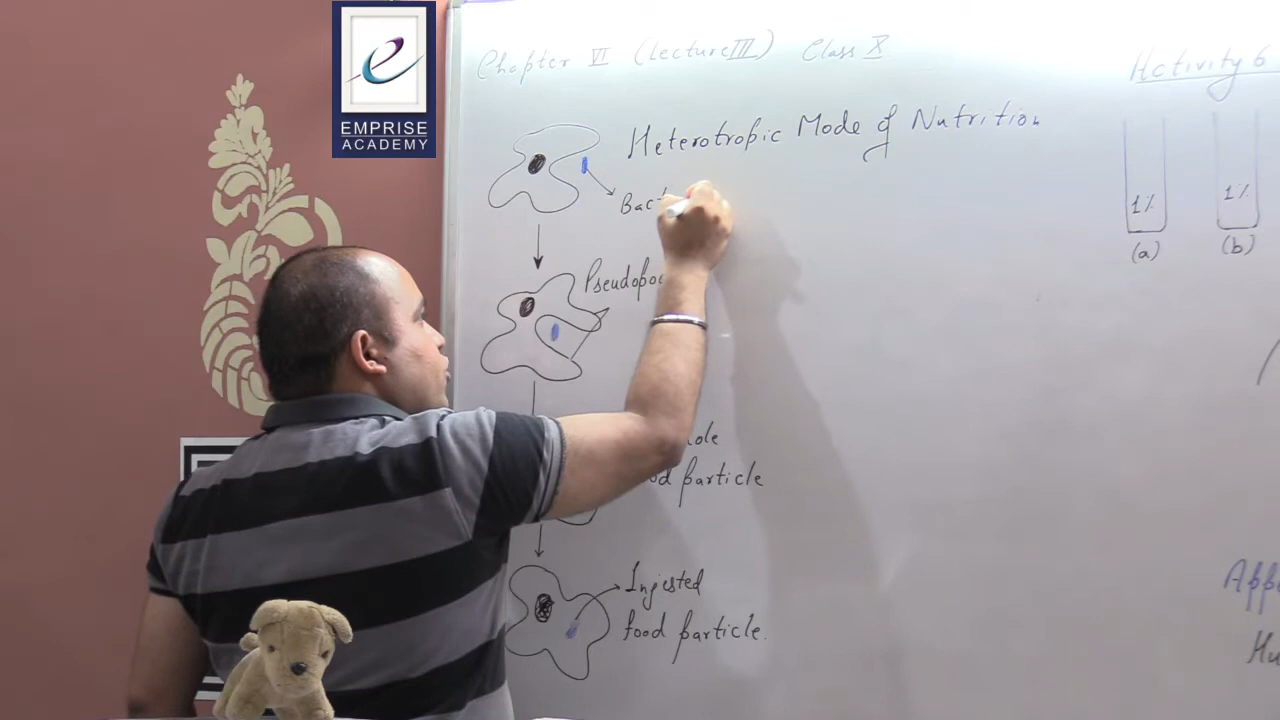 EMPRISE
ACADEMY
Chapter VI (Lecture III) Class X
Heterotropic Mode of Nutrition
food particle
Ingested
food particle.
Activity 6
1%
1%
(a)
(b)